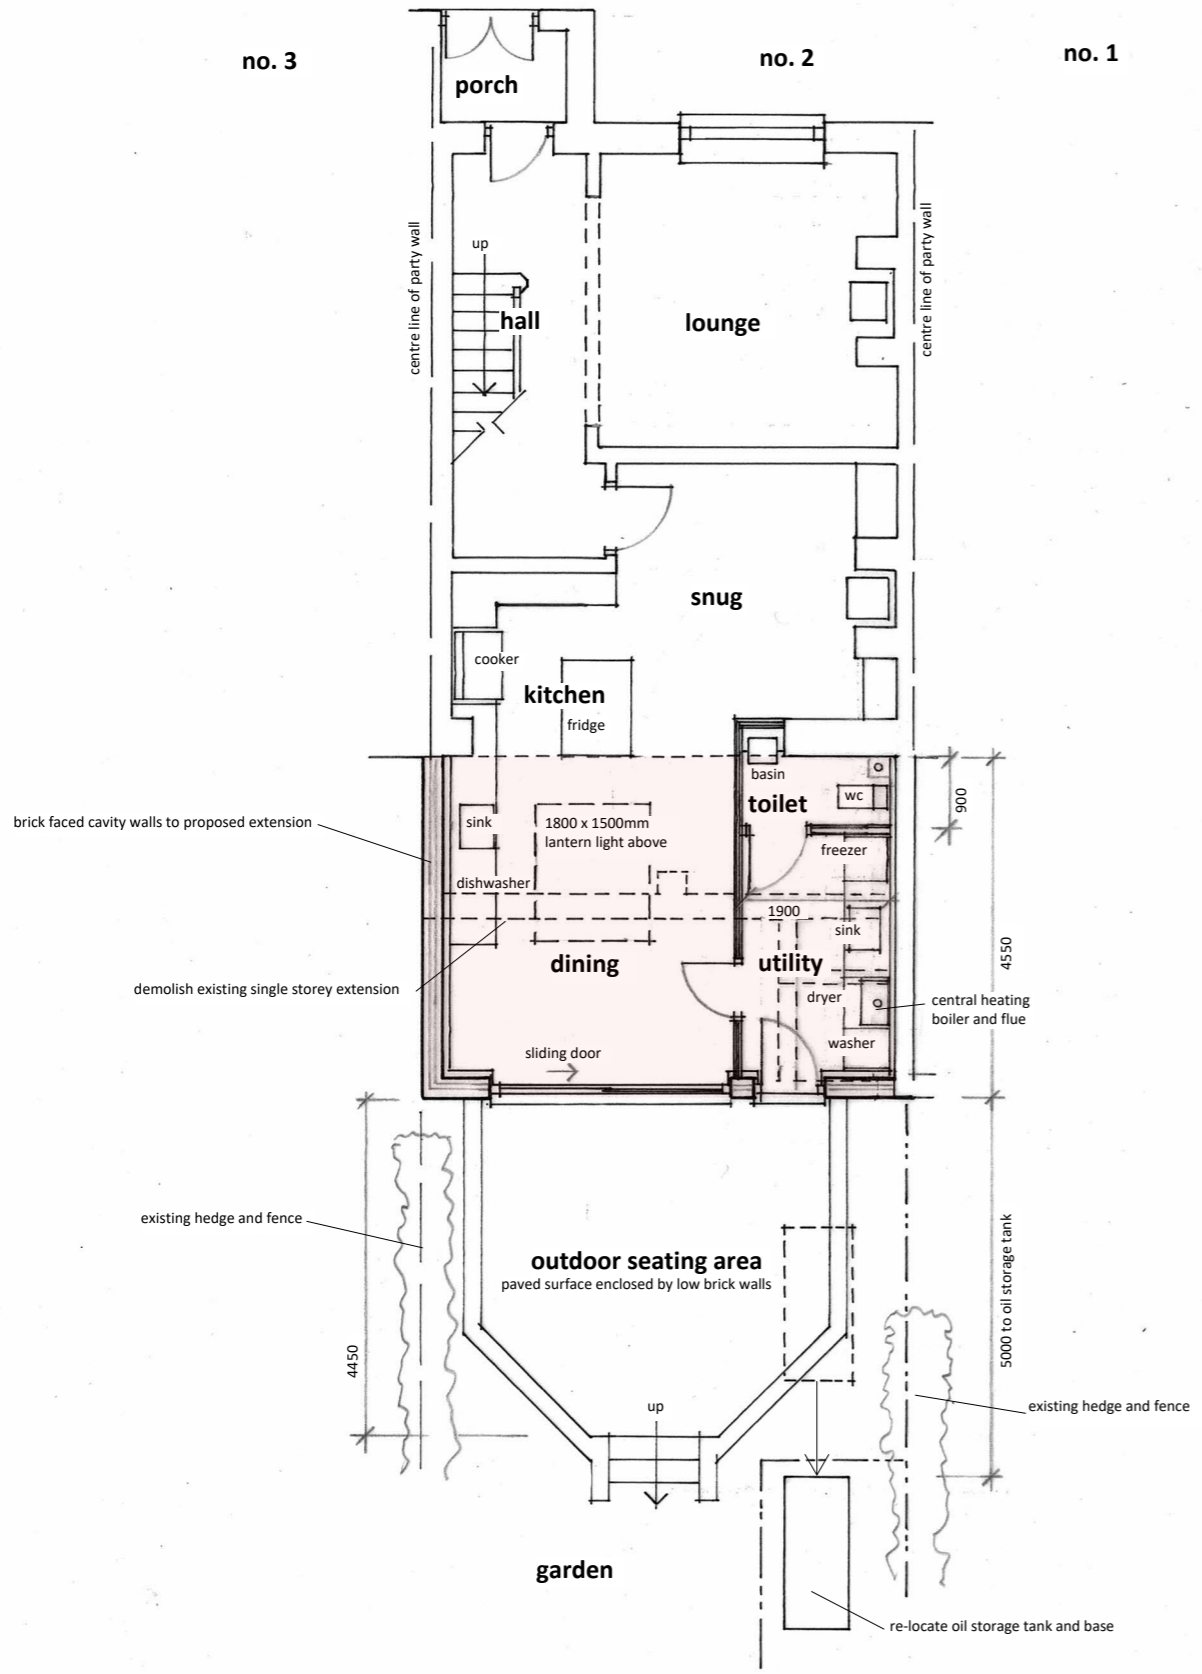 no. 3
no. 2
no. 1
porch
centre line of party wall
up
hall
lounge
centre line of party wall
snug
cooker
kitchen
fridge
basin
toilet
wc
900
brick faced cavity walls to proposed extension
sink
1800 x 1500mm
lantern light above
freezer
dishwasher
1900
sink
4550
dining
utility
demolish existing single storey extension
dryer
central heating
boiler and flue
washer
sliding door
existing hedge and fence
outdoor seating area
paved surface enclosed by low brick walls
5000 to oil storage tank
4450
up
existing hedge and fence
garden
re-locate oil storage tank and base